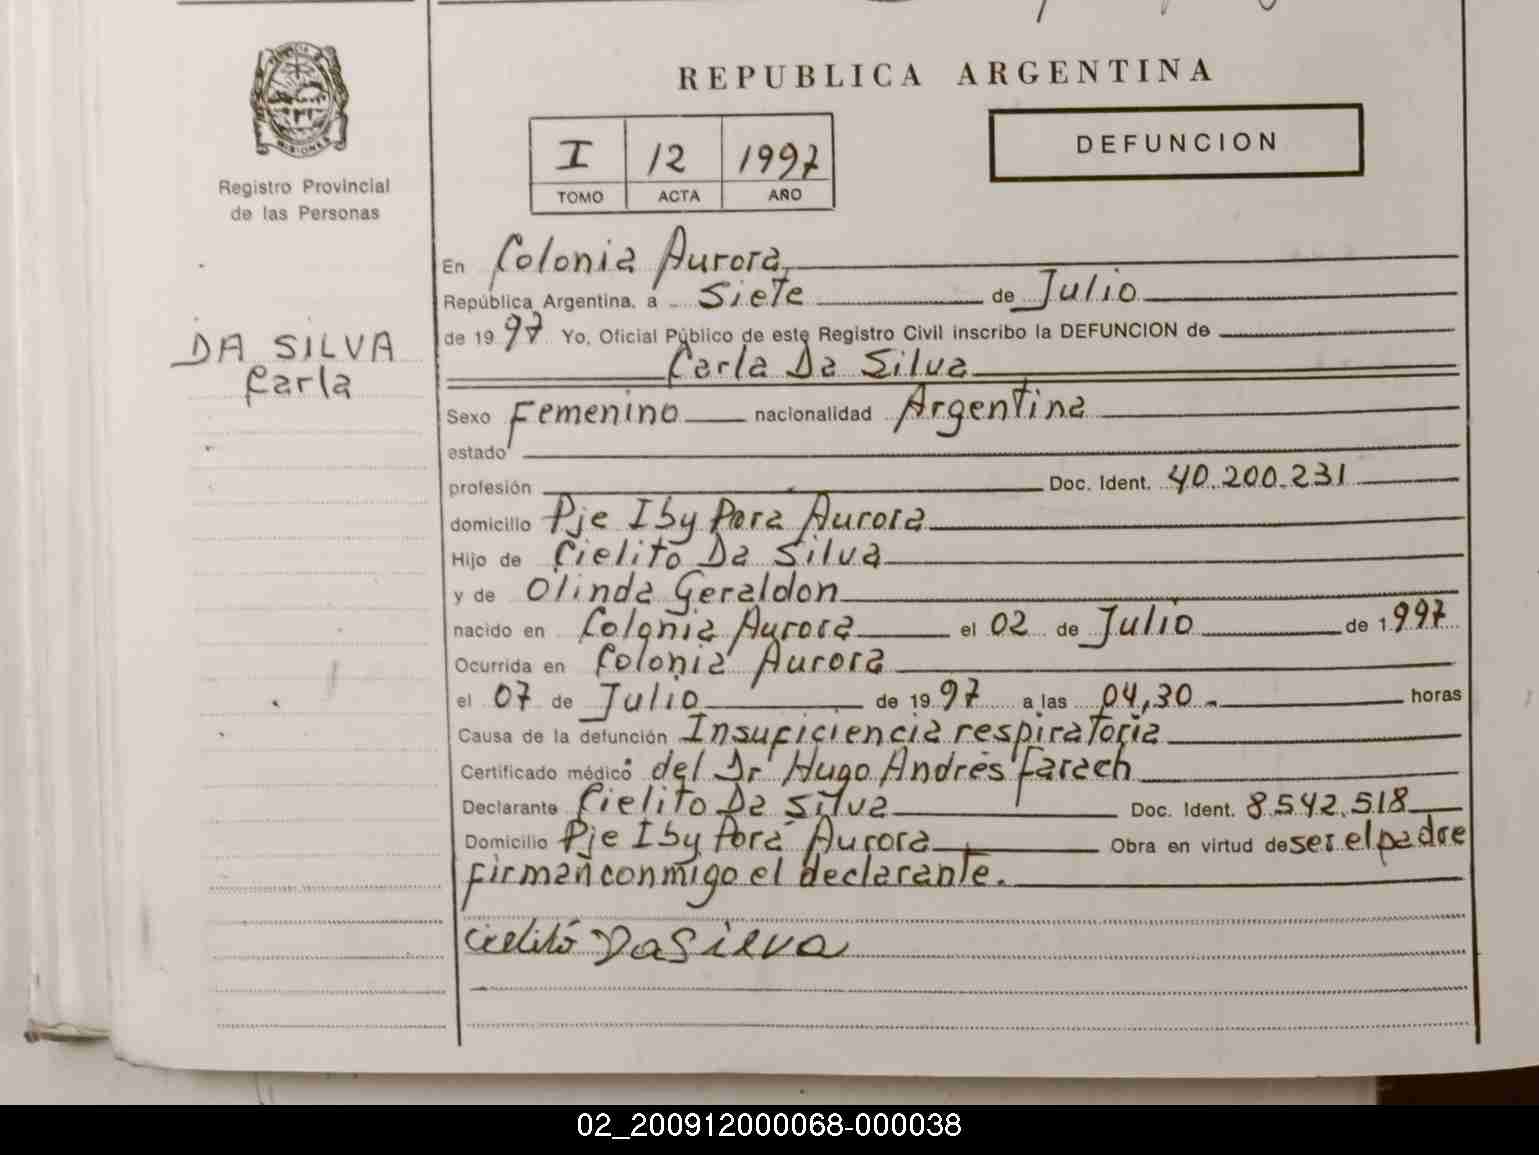 REPUBLICA ARGENTINA
PROVINCIA
MISIONES
Registro Provincial
de las Personas
I 12 1997
TOMO ACTA AÑO
DEFUNCION
DA SILVA
Carla
En Colonia Aurora
República Argentina, a Siete de Julio
de 1997 Yo, Oficial Público de este Registro Civil inscribo la DEFUNCION de
Carla Da Silva
Sexo Femenino nacionalidad Argentina
estado
profesión Doc. Ident. 40.200.231
domicilio Pje Iby Pora Aurora
Hijo de Cielito Da Silva
y de Olinda Geraldon
nacido en Colonia Aurora el 02 de Julio de 1997
Ocurrida en Colonia Aurora
el 07 de Julio de 1997 a las 04,30.- horas
Causa de la defunción Insuficiencia respiratoria
Certificado médico del Dr Hugo Andrés Farach
Declarante Cielito Da Silva Doc. Ident. 8.542.518
Domicilio Pje Iby Porá Aurora Obra en virtud de ser el padre
firman conmigo el declarante.
Cielito Da Silva
02_200912000068-000038